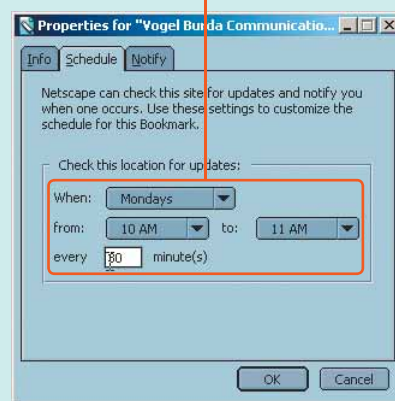 Properties for "Vogel Burda Communicatio...
Info Schedule Notify
Netscape can check this site for updates and notify you
when one occurs. Use these settings to customize the
schedule for this Bookmark.
Check this location for updates:
When: Mondays
from: 10 AM to: 11 AM
every minute(s)
OK Cancel